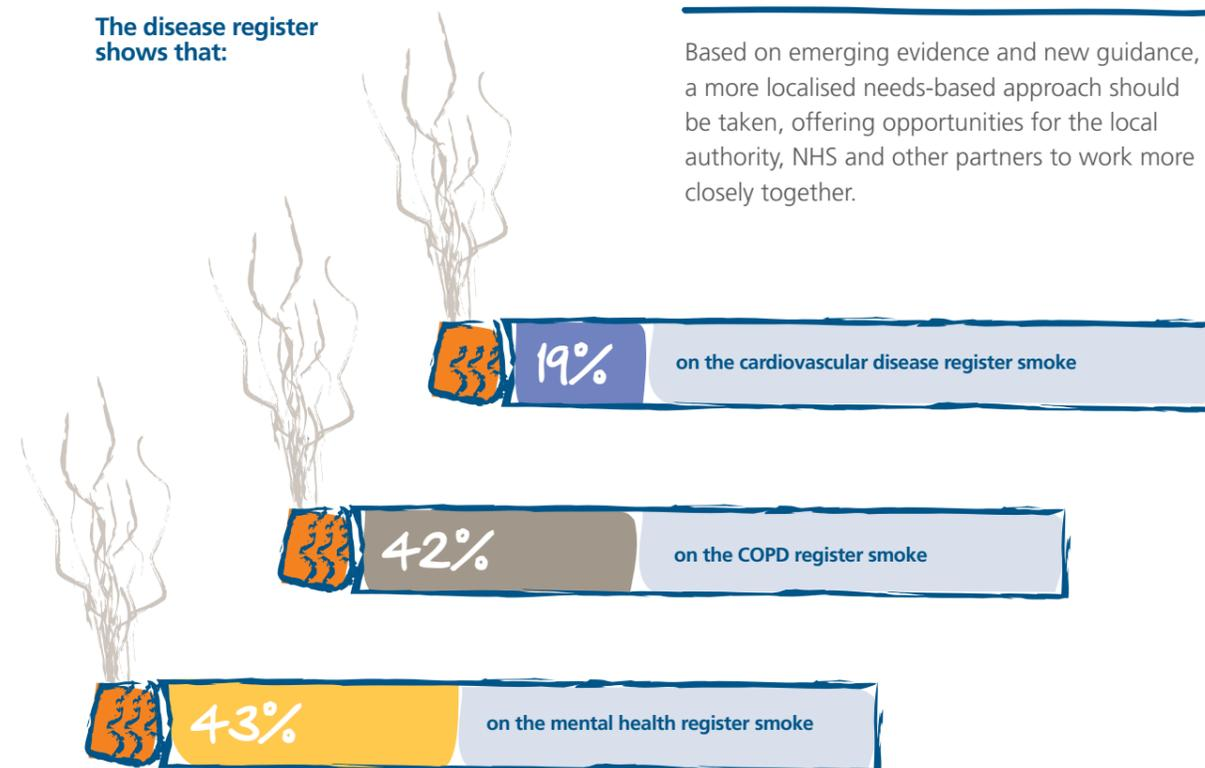 The disease register
shows that:
Based on emerging evidence and new guidance,
a more localised needs-based approach should
be taken, offering opportunities for the local
authority, NHS and other partners to work more
closely together.
19%
on the cardiovascular disease register smoke
42%
on the COPD register smoke
43%
on the mental health register smoke